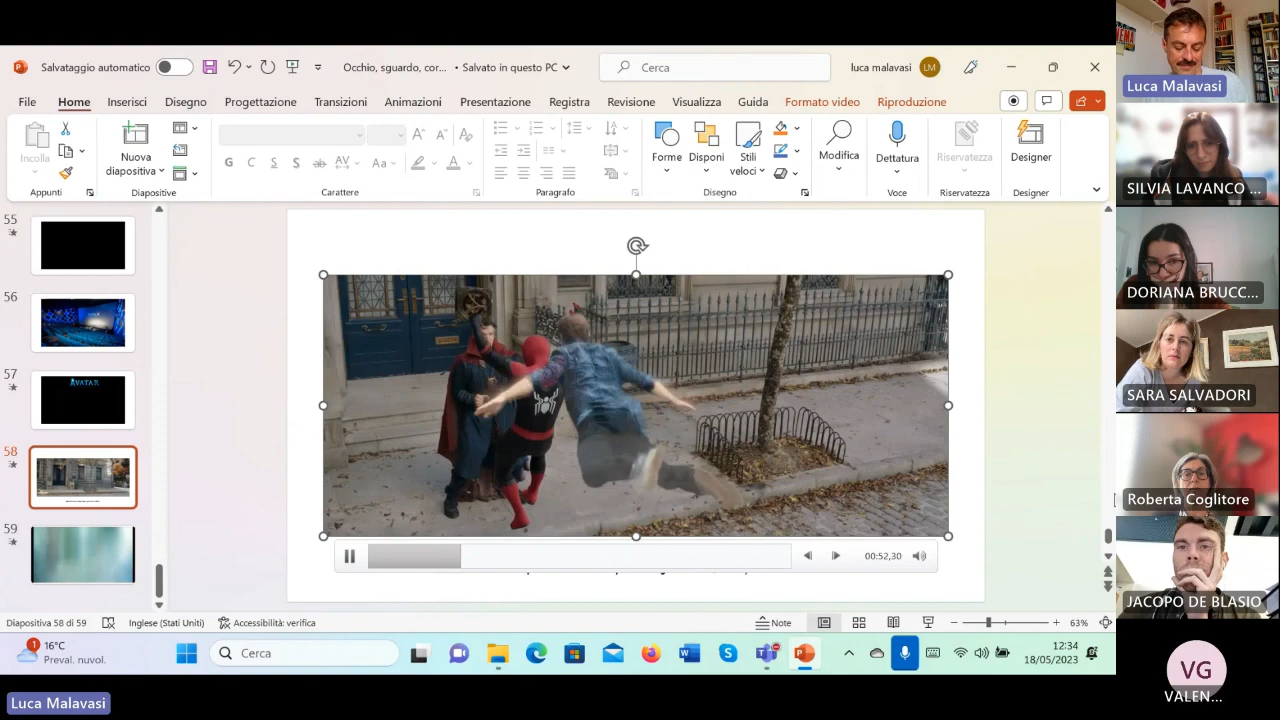 Salvataggio automatico
Occhio, sguardo, cor... • Salvato in questo PC
Cerca
luca malavasi
LM
File
Home
Inserisci
Disegno
Progettazione
Transizioni
Animazioni
Presentazione
Registra
Revisione
Visualizza
Guida
Formato video
Riproduzione
Incolla
Nuova
diapositiva
G C S S ab AV Aa A
Forme
Disponi
Stili
veloci
Modifica
Dettatura
Riservatezza
Designer
Appunti
Diapositive
Carattere
Paragrafo
Disegno
Voce
Riservatezza
Designer
55
56
57
AVATAR
58
59
00:52,30
Diapositiva 58 di 59
Inglese (Stati Uniti)
Accessibilità: verifica
Note
63%
1
16°C
Preval. nuvol
Cerca
12:34
18/05/2023
Luca Malavasi
Luca Malavasi
SILVIA LAVANCO ...
DORIANA BRUCC...
SARA SALVADORI
Roberta Coglitore
JACOPO DE BLASIO
VG
VALEN...